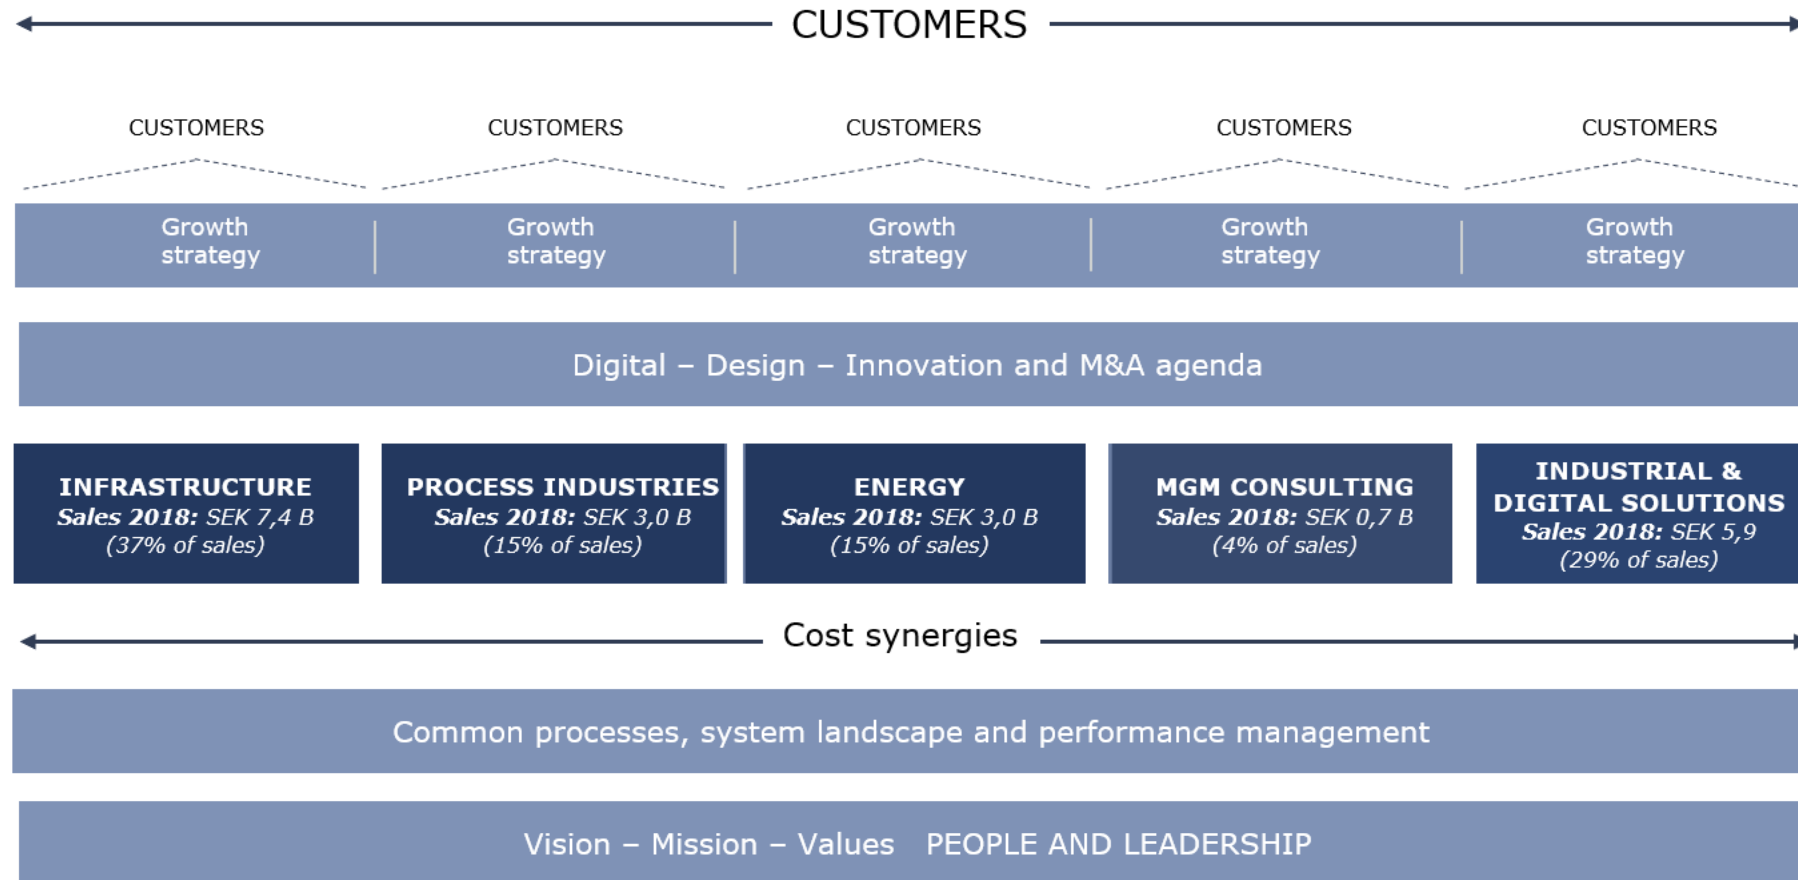 CUSTOMERS
CUSTOMERS
CUSTOMERS
CUSTOMERS
CUSTOMERS
CUSTOMERS
Growth
strategy
Growth
strategy
Growth
strategy
Growth
strategy
Growth
strategy
Digital – Design – Innovation and M&A agenda
INFRASTRUCTURE
Sales 2018: SEK 7,4 B
(37% of sales)
PROCESS INDUSTRIES
Sales 2018: SEK 3,0 B
(15% of sales)
ENERGY
Sales 2018: SEK 3,0 B
(15% of sales)
MGM CONSULTING
Sales 2018: SEK 0,7 B
(4% of sales)
INDUSTRIAL &
DIGITAL SOLUTIONS
Sales 2018: SEK 5,9
(29% of sales)
Cost synergies
Common processes, system landscape and performance management
Vision – Mission – Values PEOPLE AND LEADERSHIP